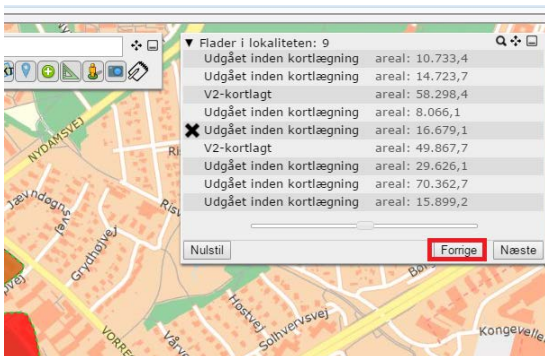 Flader i lokaliteten: 9
Udgået inden kortlægning areal: 10.733,4
Udgået inden kortlægning areal: 14.723,7
V2-kortlagt areal: 58.298,4
Udgået inden kortlægning areal: 8.066,1
Udgået inden kortlægning areal: 16.679,1
V2-kortlagt areal: 49.867,7
Udgået inden kortlægning areal: 29.626,1
Udgået inden kortlægning areal: 70.362,7
Udgået inden kortlægning areal: 15.899,2
Nulstil Forrige Næste
NYDAMSVEJ
Jævndøgnsvej
Grydhøjvej
Høstvej
Solhvervsvej